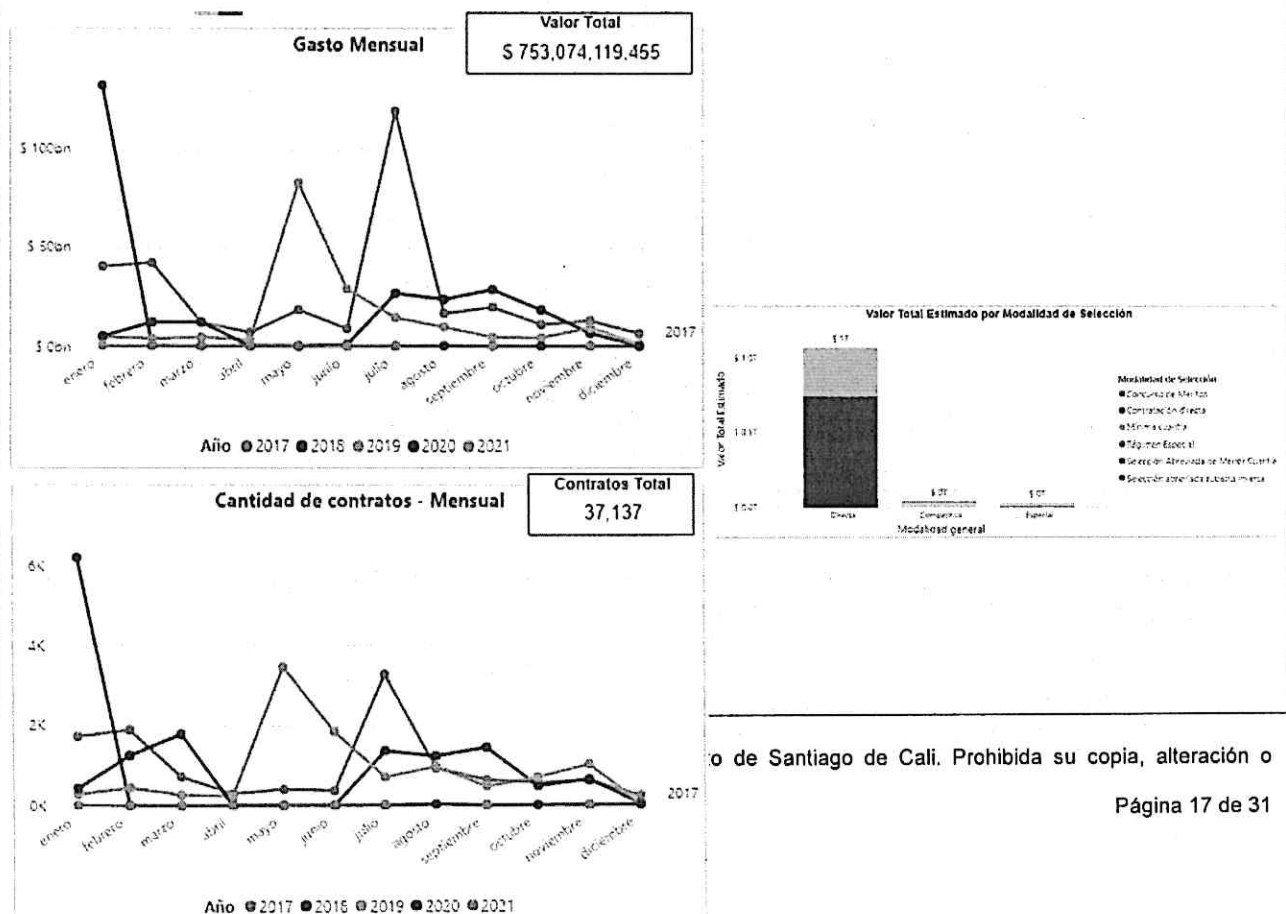 Valor Total
Gasto Mensual
$ 753,074,119.455
$ 100bn
$ 50bn
$ 0bn
2017
enero
febrero
marzo
abril
mayo
junio
julio
agosto
septiembre
octubre
noviembre
diciembre
Año 2017 2018 2019 2020 2021
Contratos Total
Cantidad de contratos - Mensual
37,137
6K
4K
2K
0K
2017
enero
febrero
marzo
abril
mayo
junio
julio
agosto
septiembre
octubre
noviembre
diciembre
Año 2017 2018 2019 2020 2021
Valor Total Estimado por Modalidad de Selección
Valor Total Estimado
$ 1T
$ 0T
$ 0T
Directa
Competitiva
Especial
Modalidad general
Modalidad de Selección
Concurso de Méritos
Contratación directa
Mínima cuantía
Régimen Especial
Selección Abreviada de Menor Cuantía
Selección abreviada subasta inversa
o de Santiago de Cali. Prohibida su copia, alteración o
Página 17 de 31